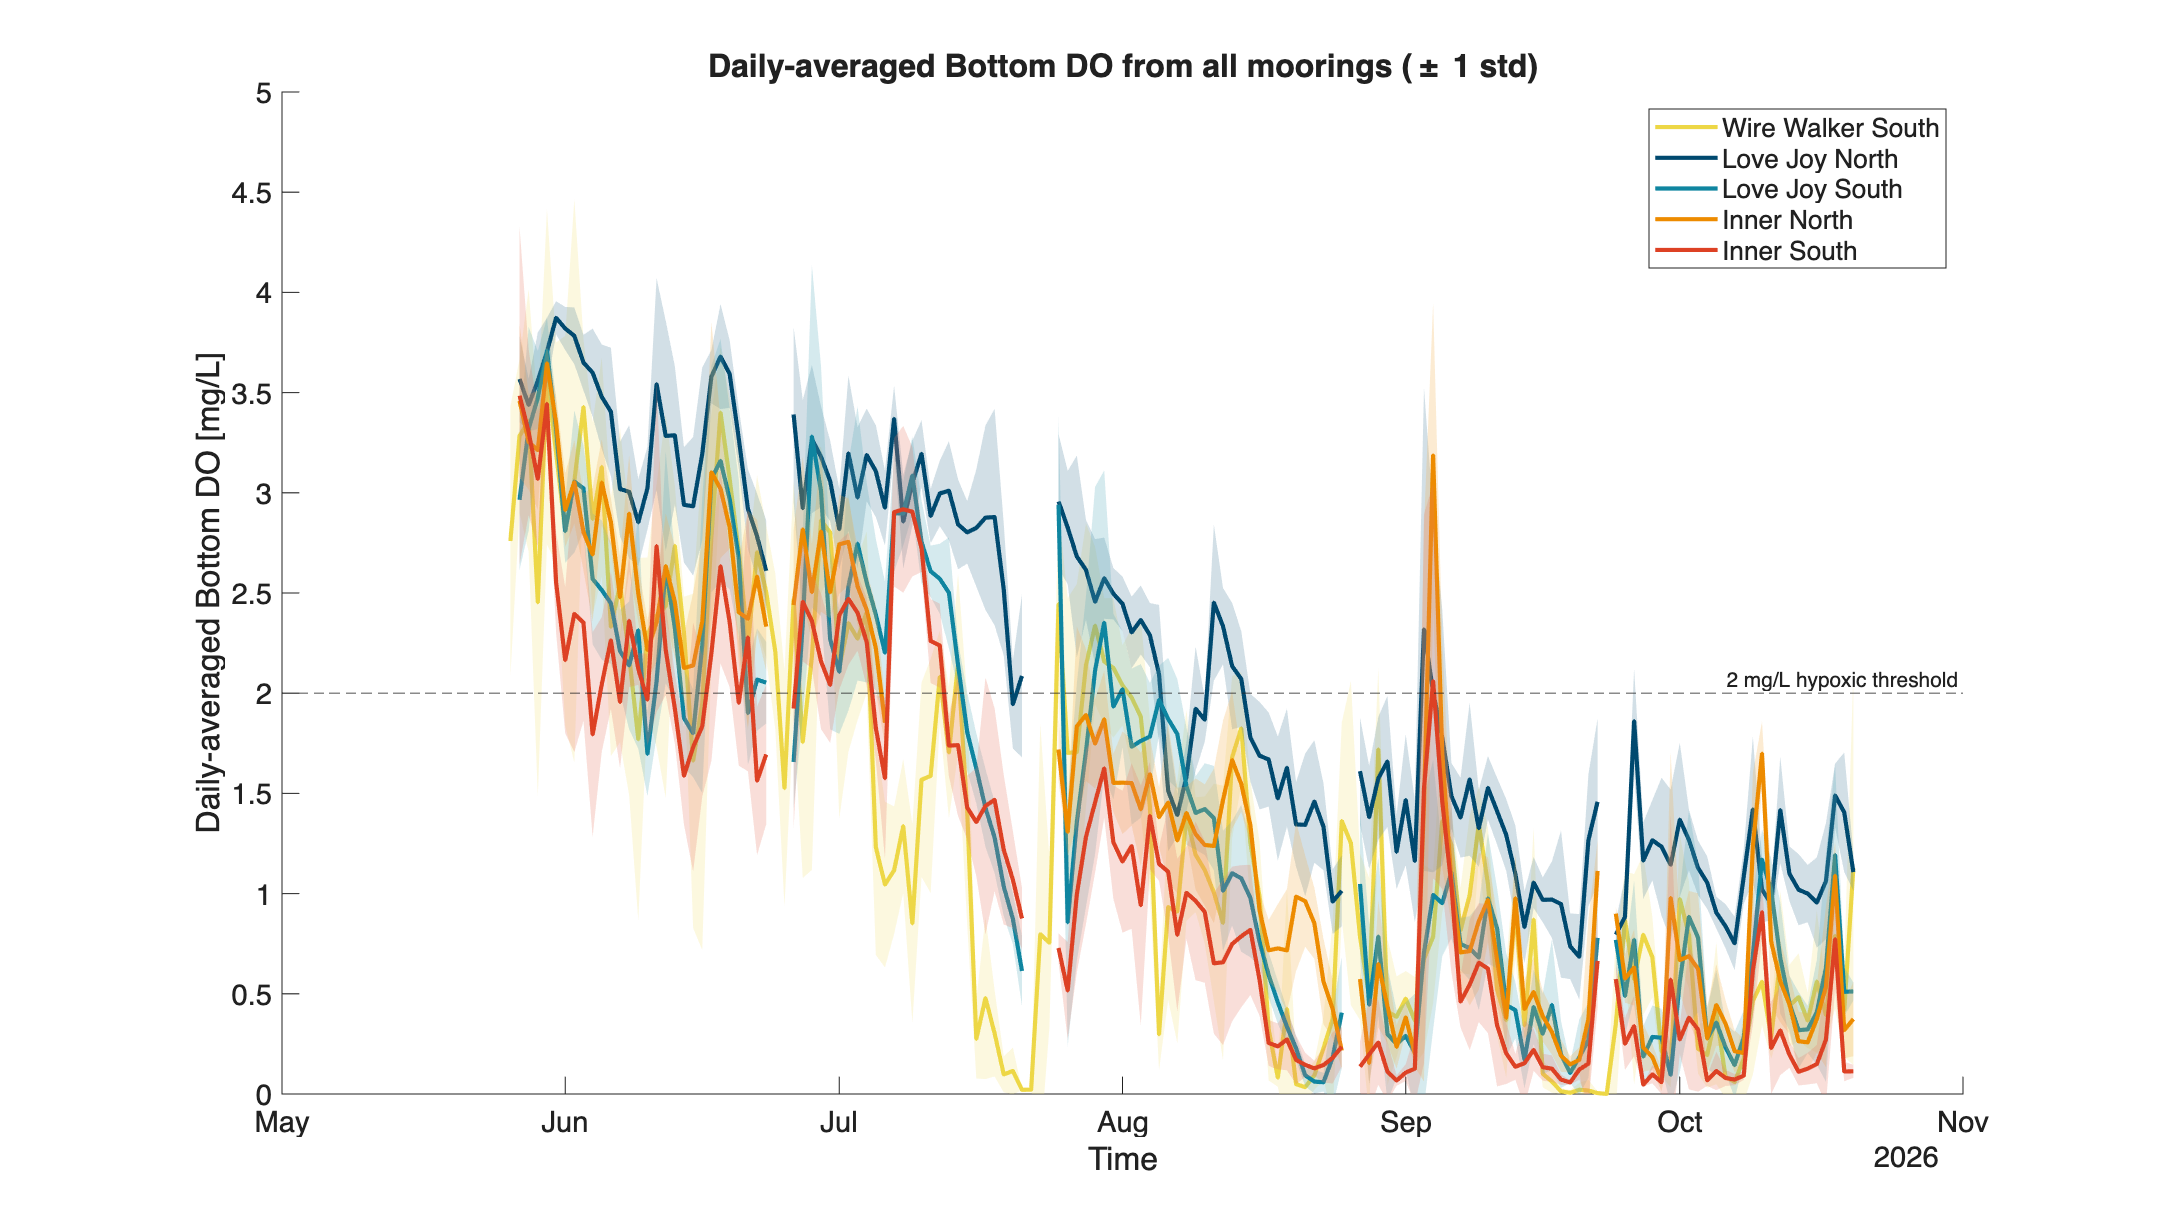 Daily-averaged Bottom DO from all moorings ( ± 1 std)
Daily-averaged Bottom DO [mg/L]
5
4.5
4
3.5
3
2.5
2
1.5
1
0.5
0
Wire Walker South
Love Joy North
Love Joy South
Inner North
Inner South
2 mg/L hypoxic threshold
May Jun Jul Aug Sep Oct Nov
Time
2026